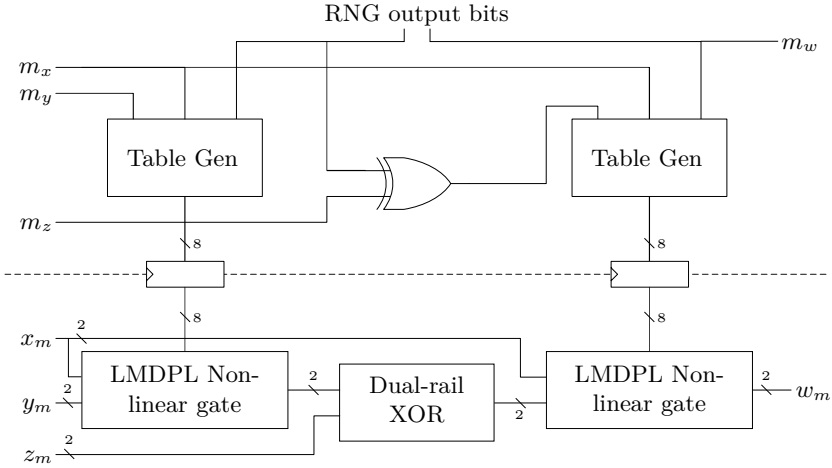 RNG output bits
m_w
m_x
m_y
Table Gen
Table Gen
m_z
8
8
8
8
x_m
2
LMDPL Non-
linear gate
2
Dual-rail
XOR
2
LMDPL Non-
linear gate
2
w_m
y_m
2
z_m
2